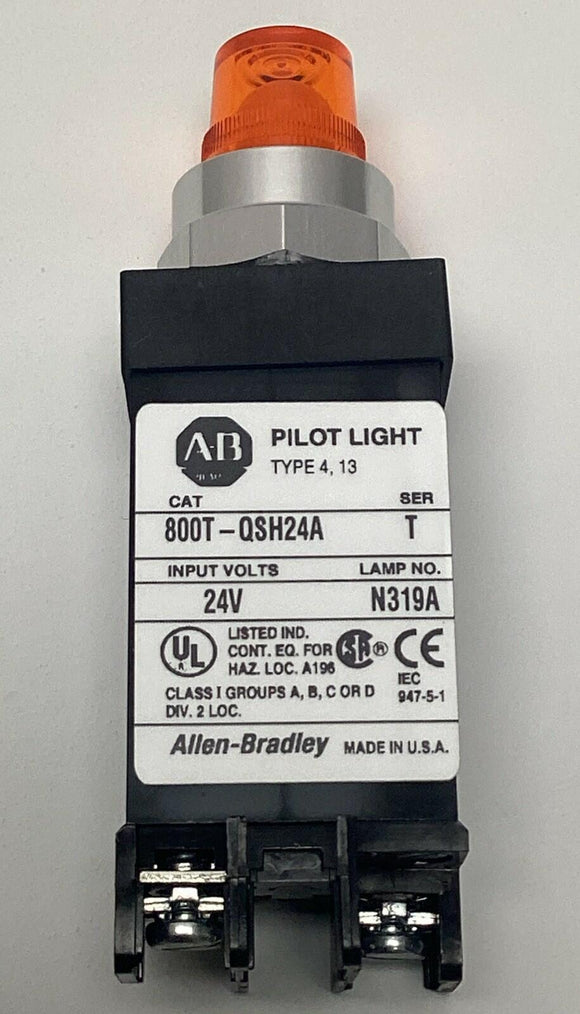 A-B
PILOT LIGHT
TYPE 4, 13
CAT SER
800T-QSH24A T
INPUT VOLTS LAMP NO.
24V N319A
UL
LISTED IND.
CONT. EQ. FOR
HAZ. LOC. A196
SA ®
CE
IEC
947-5-1
CLASS I GROUPS A, B, C OR D
DIV. 2 LOC.
Allen-Bradley MADE IN U.S.A.